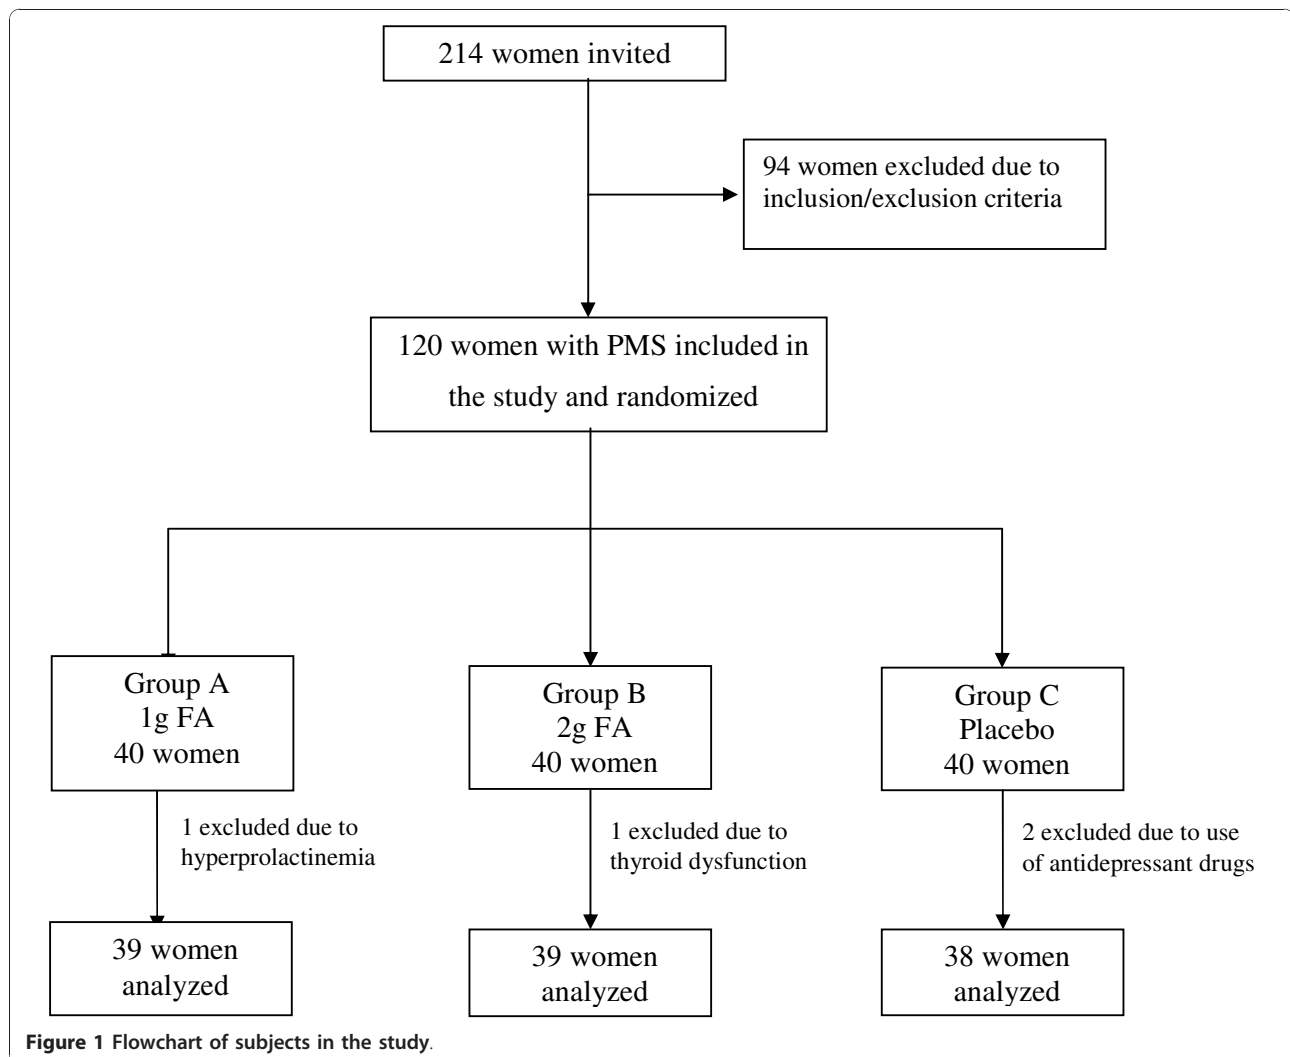 214 women invited
94 women excluded due to
inclusion/exclusion criteria
120 women with PMS included in
the study and randomized
Group A
1g FA
40 women
Group B
2g FA
40 women
Group C
Placebo
40 women
1 excluded due to
hyperprolactinemia
1 excluded due to
thyroid dysfunction
2 excluded due to use
of antidepressant drugs
39 women
analyzed
39 women
analyzed
38 women
analyzed
Figure 1 Flowchart of subjects in the study.